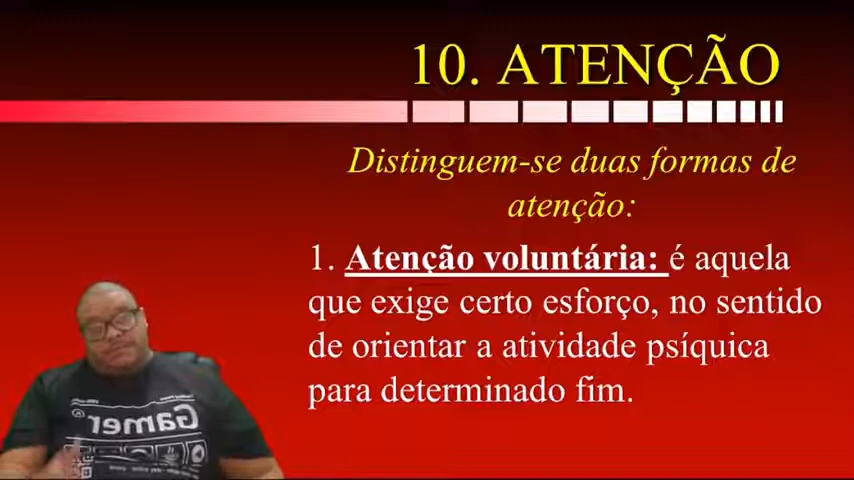 10. ATENÇÃO
Distinguem-se duas formas de
atenção:
1. Atenção voluntária: é aquela
que exige certo esforço, no sentido
de orientar a atividade psíquica
para determinado fim.
Gamer